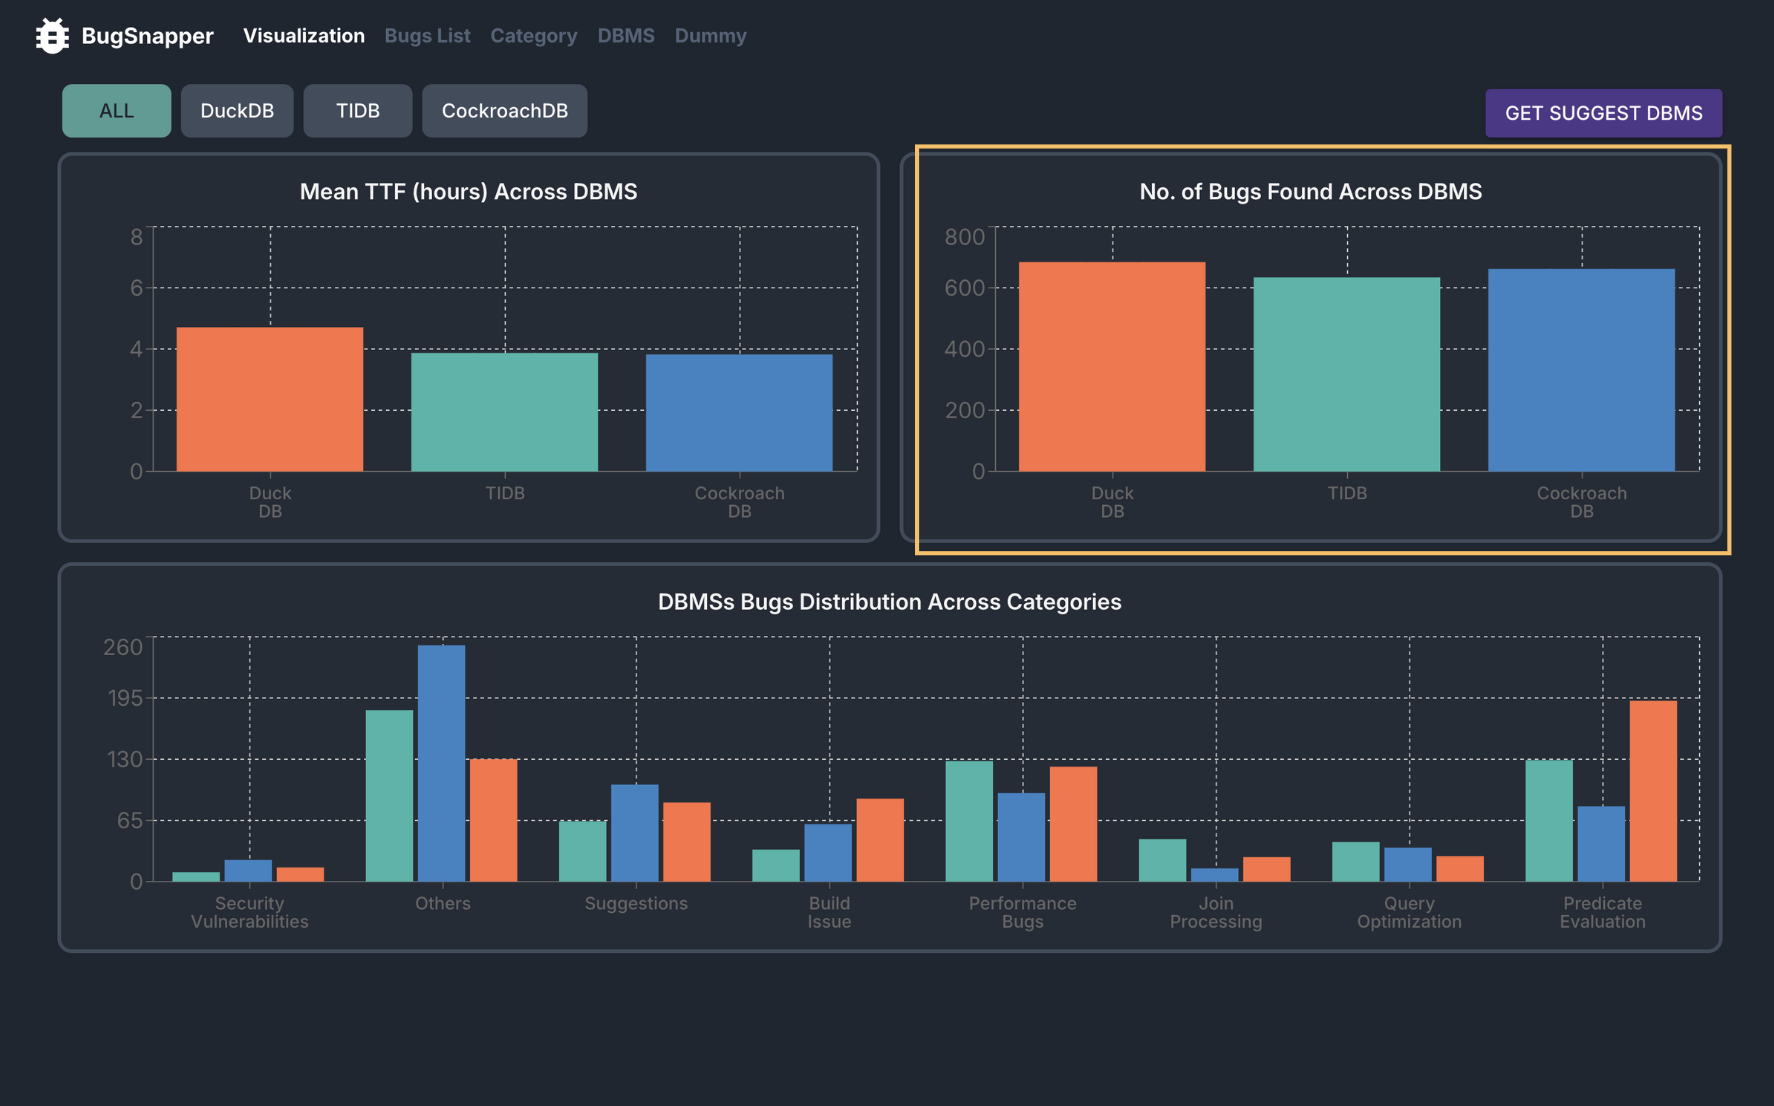 BugSnapper Visualization Bugs List Category DBMS Dummy
ALL DuckDB TIDB CockroachDB GET SUGGEST DBMS
Mean TTF (hours) Across DBMS
8
6
4
2
0
Duck DB
TIDB
Cockroach DB
No. of Bugs Found Across DBMS
800
600
400
200
0
Duck DB
TIDB
Cockroach DB
DBMSs Bugs Distribution Across Categories
260
195
130
65
0
Security Vulnerabilities
Others
Suggestions
Build Issue
Performance Bugs
Join Processing
Query Optimization
Predicate Evaluation